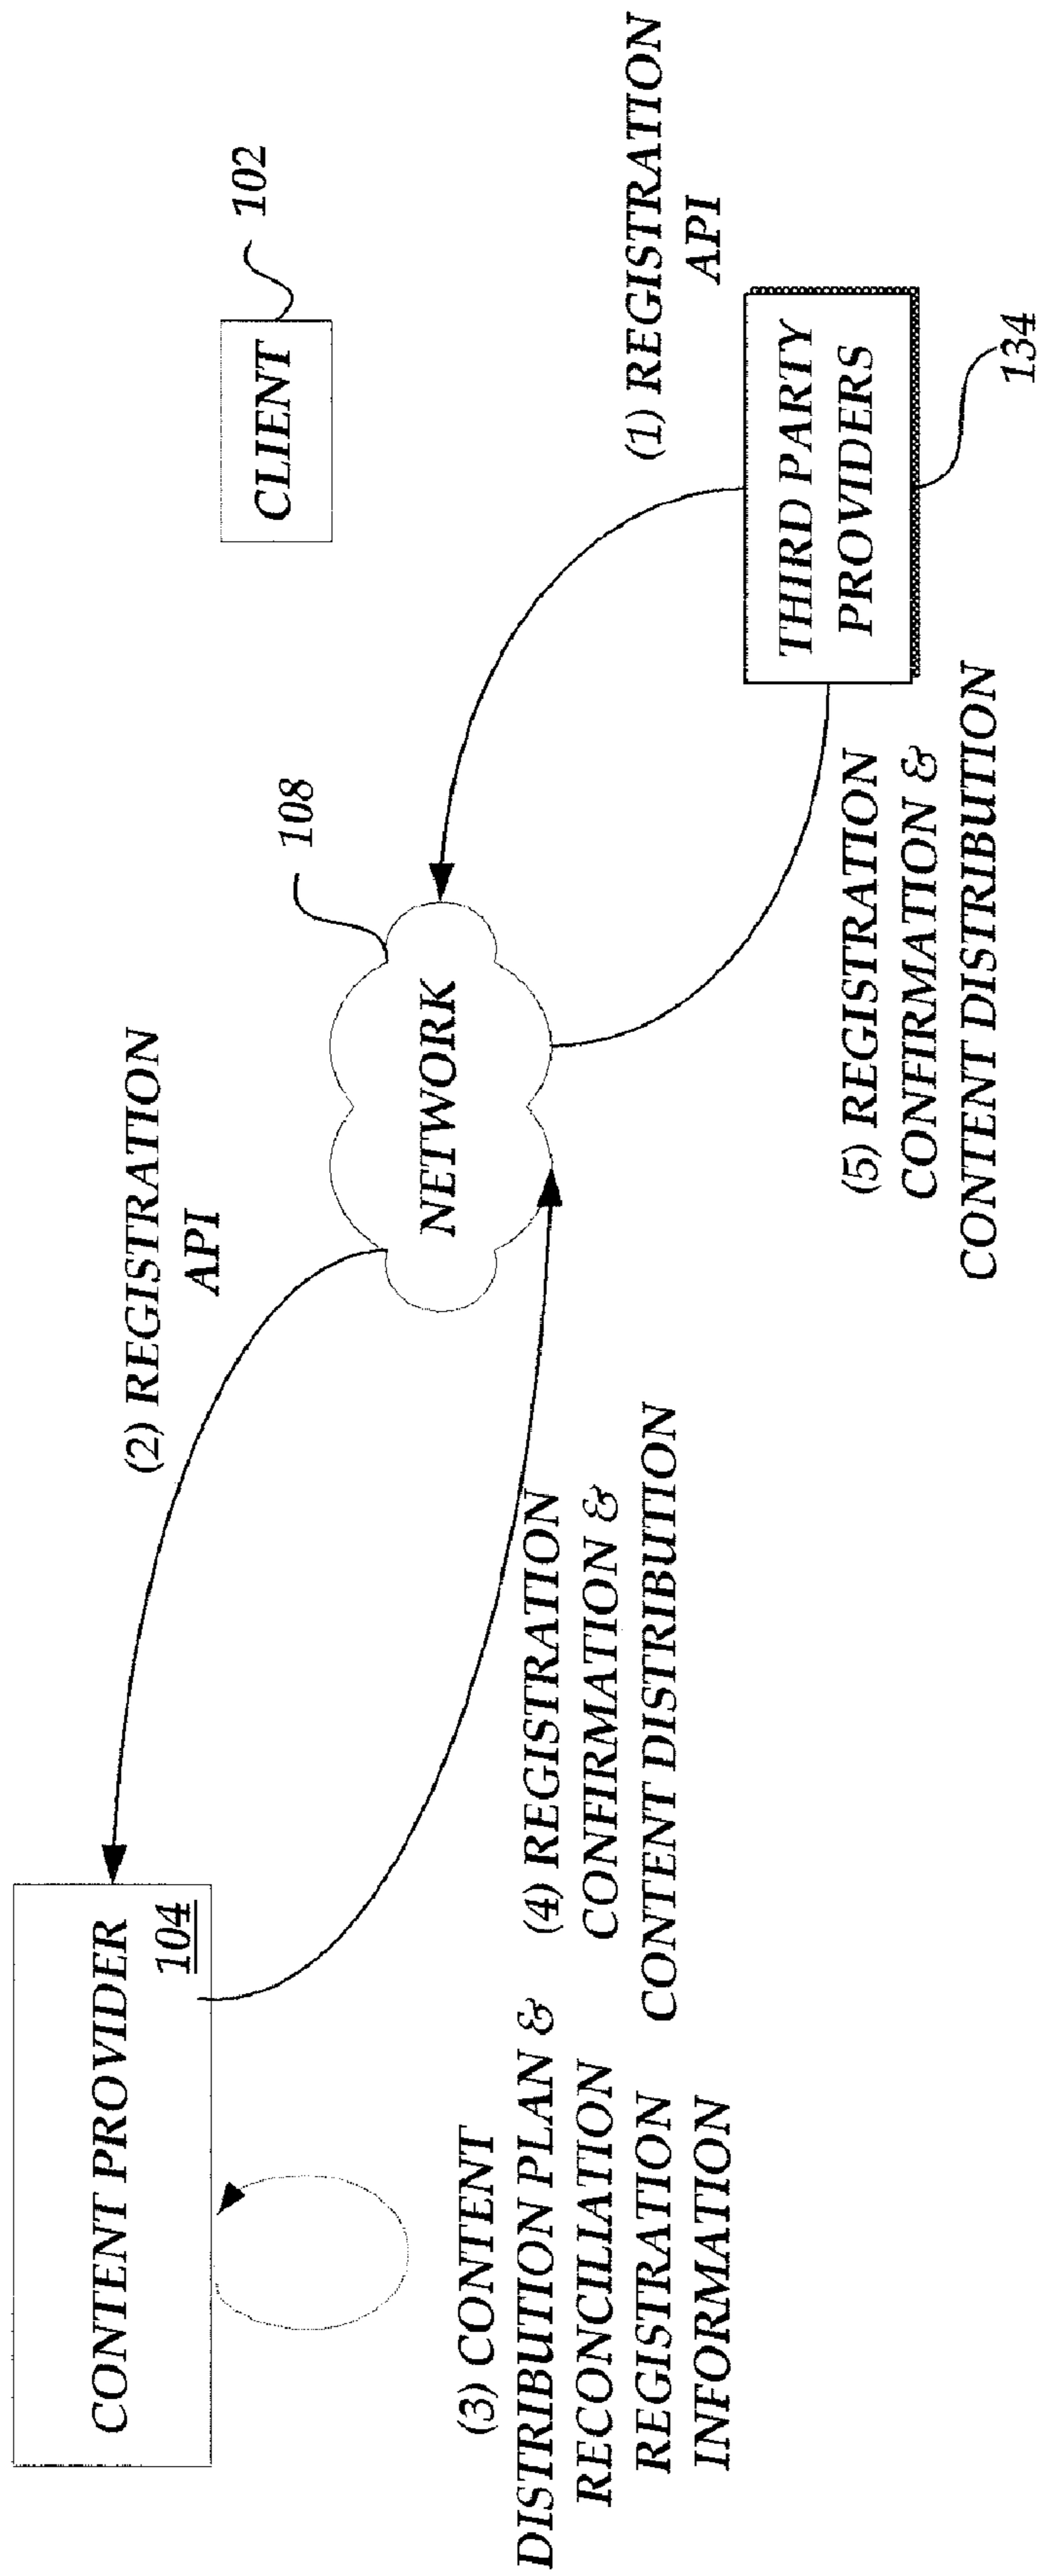 CONTENT PROVIDER
104
(2) REGISTRATION
API
CLIENT
102
NETWORK
108
(1) REGISTRATION
API
THIRD PARTY
PROVIDERS
134
(3) CONTENT
DISTRIBUTION PLAN &
RECONCILIATION
REGISTRATION
INFORMATION
(4) REGISTRATION
CONFIRMATION &
CONTENT DISTRIBUTION
(5) REGISTRATION
CONFIRMATION &
CONTENT DISTRIBUTION